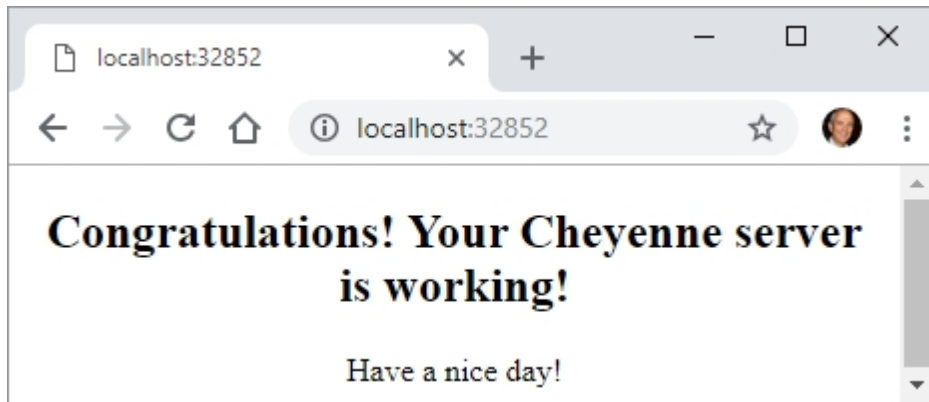 localhost:32852
localhost:32852
Congratulations! Your Cheyenne server
is working!
Have a nice day!